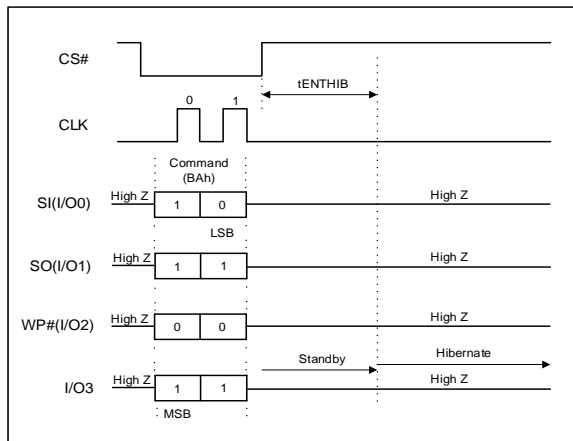 CS#
tENTHIB
0 1
CLK
Command
(BAh)
High Z High Z
SI(I/O0) 1 0
LSB
High Z High Z
SO(I/O1) 1 1
High Z
WP#(I/O2) 0 0
Standby Hibernate
High Z High Z
I/O3 1 1
MSB